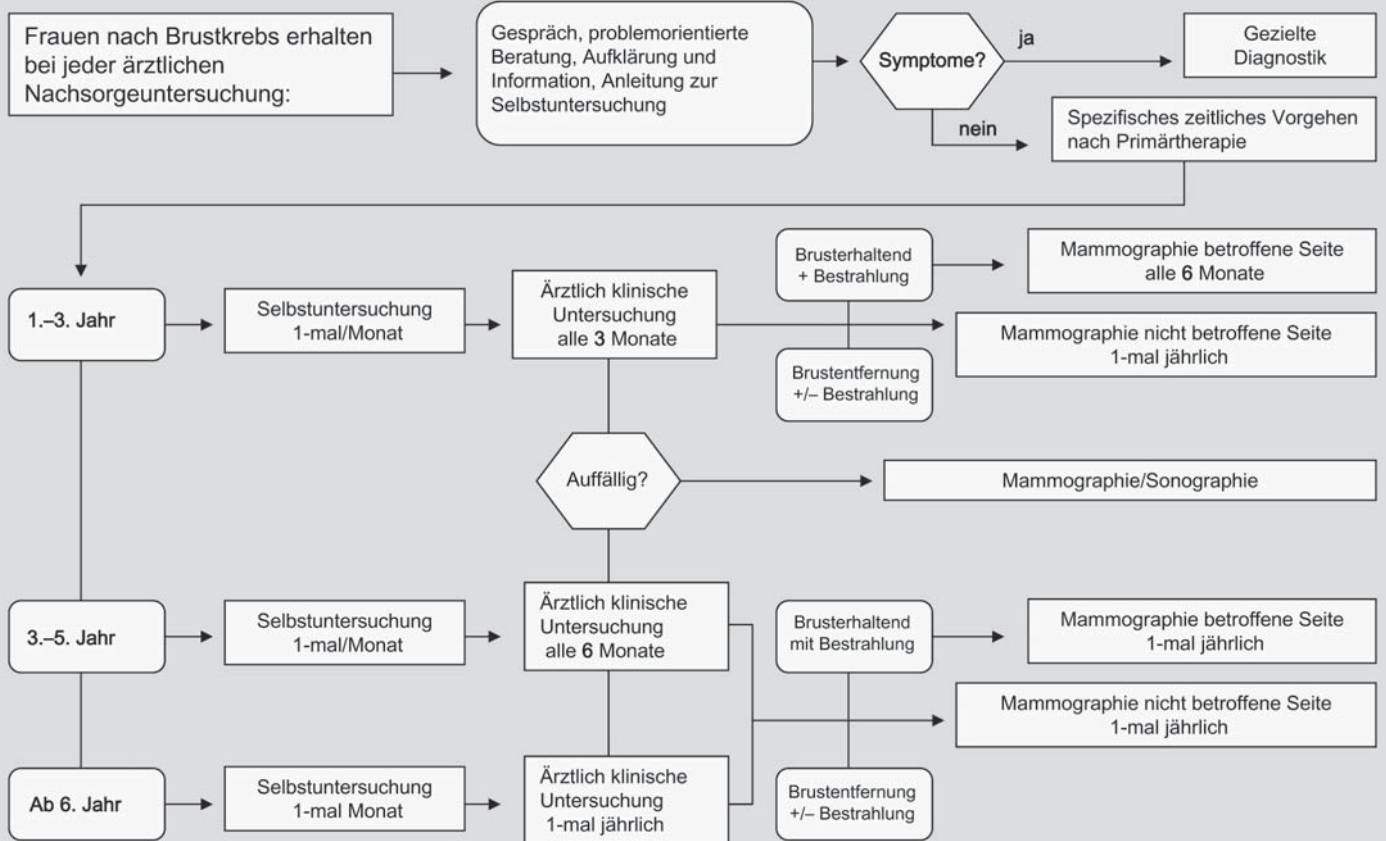 Frauen nach Brustkrebs erhalten
bei jeder ärztlichen
Nachsorgeuntersuchung:
Gespräch, problemorientierte
Beratung, Aufklärung und
Information, Anleitung zur
Selbstuntersuchung
Symptome?
ja
Gezielte
Diagnostik
nein
Spezifisches zeitliches Vorgehen
nach Primärtherapie
1.–3. Jahr
Selbstuntersuchung
1-mal/Monat
Ärztlich klinische
Untersuchung
alle 3 Monate
Brusterhaltend
+ Bestrahlung
Mammographie betroffene Seite
alle 6 Monate
Mammographie nicht betroffene Seite
1-mal jährlich
Brustentfernung
+/– Bestrahlung
Auffällig?
Mammographie/Sonographie
3.–5. Jahr
Selbstuntersuchung
1-mal/Monat
Ärztlich klinische
Untersuchung
alle 6 Monate
Brusterhaltend
mit Bestrahlung
Mammographie betroffene Seite
1-mal jährlich
Mammographie nicht betroffene Seite
1-mal jährlich
Ab 6. Jahr
Selbstuntersuchung
1-mal Monat
Ärztlich klinische
Untersuchung
1-mal jährlich
Brustentfernung
+/– Bestrahlung